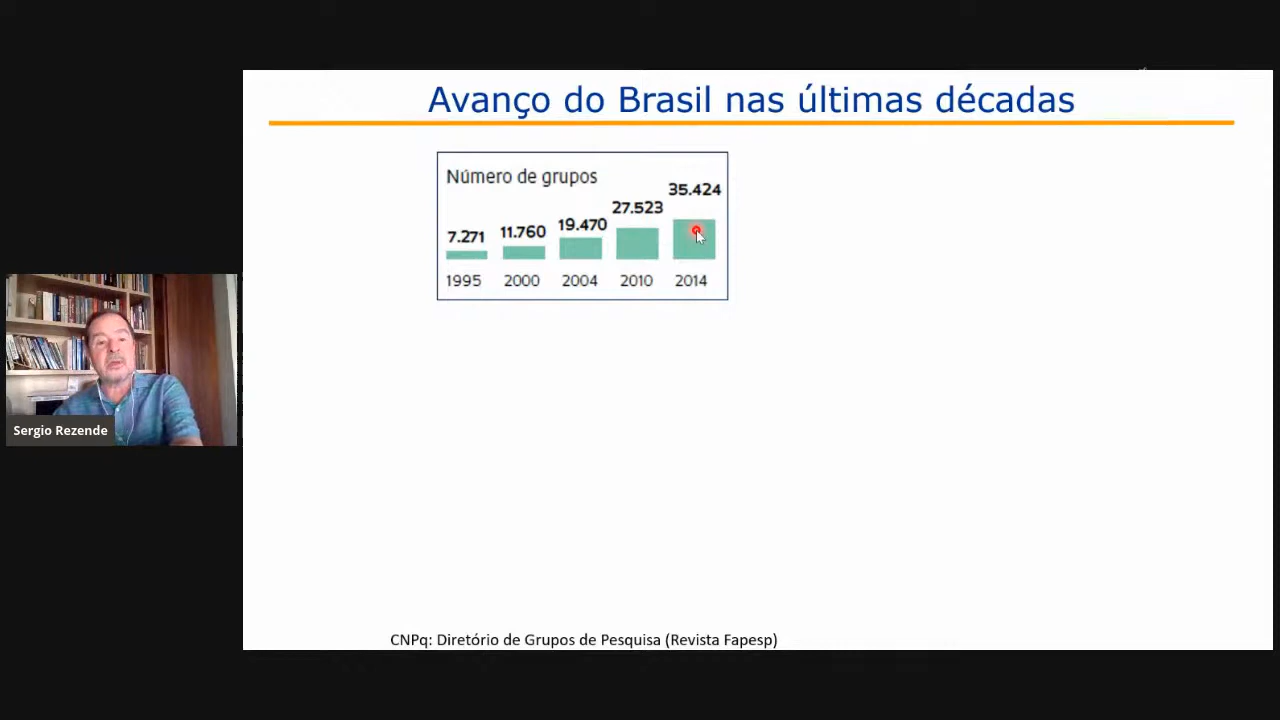 Avanço do Brasil nas últimas décadas
Número de grupos
7.271 11.760 19.470 27.523 35.424
1995 2000 2004 2010 2014
Sergio Rezende
CNPq: Diretório de Grupos de Pesquisa (Revista Fapesp)